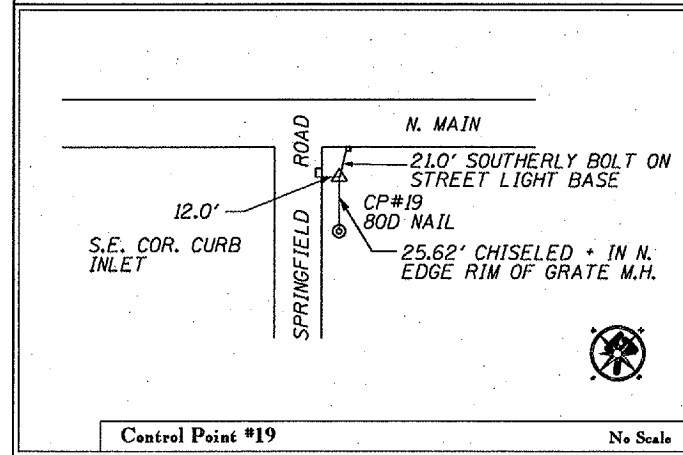 N. MAIN
SPRINGFIELD ROAD
21.0' SOUTHERLY BOLT ON
STREET LIGHT BASE
12.0'
CP#19
80D NAIL
S.E. COR. CURB
INLET
25.62' CHISELED + IN N.
EDGE RIM OF GRATE M.H.
Control Point #19
No Scale